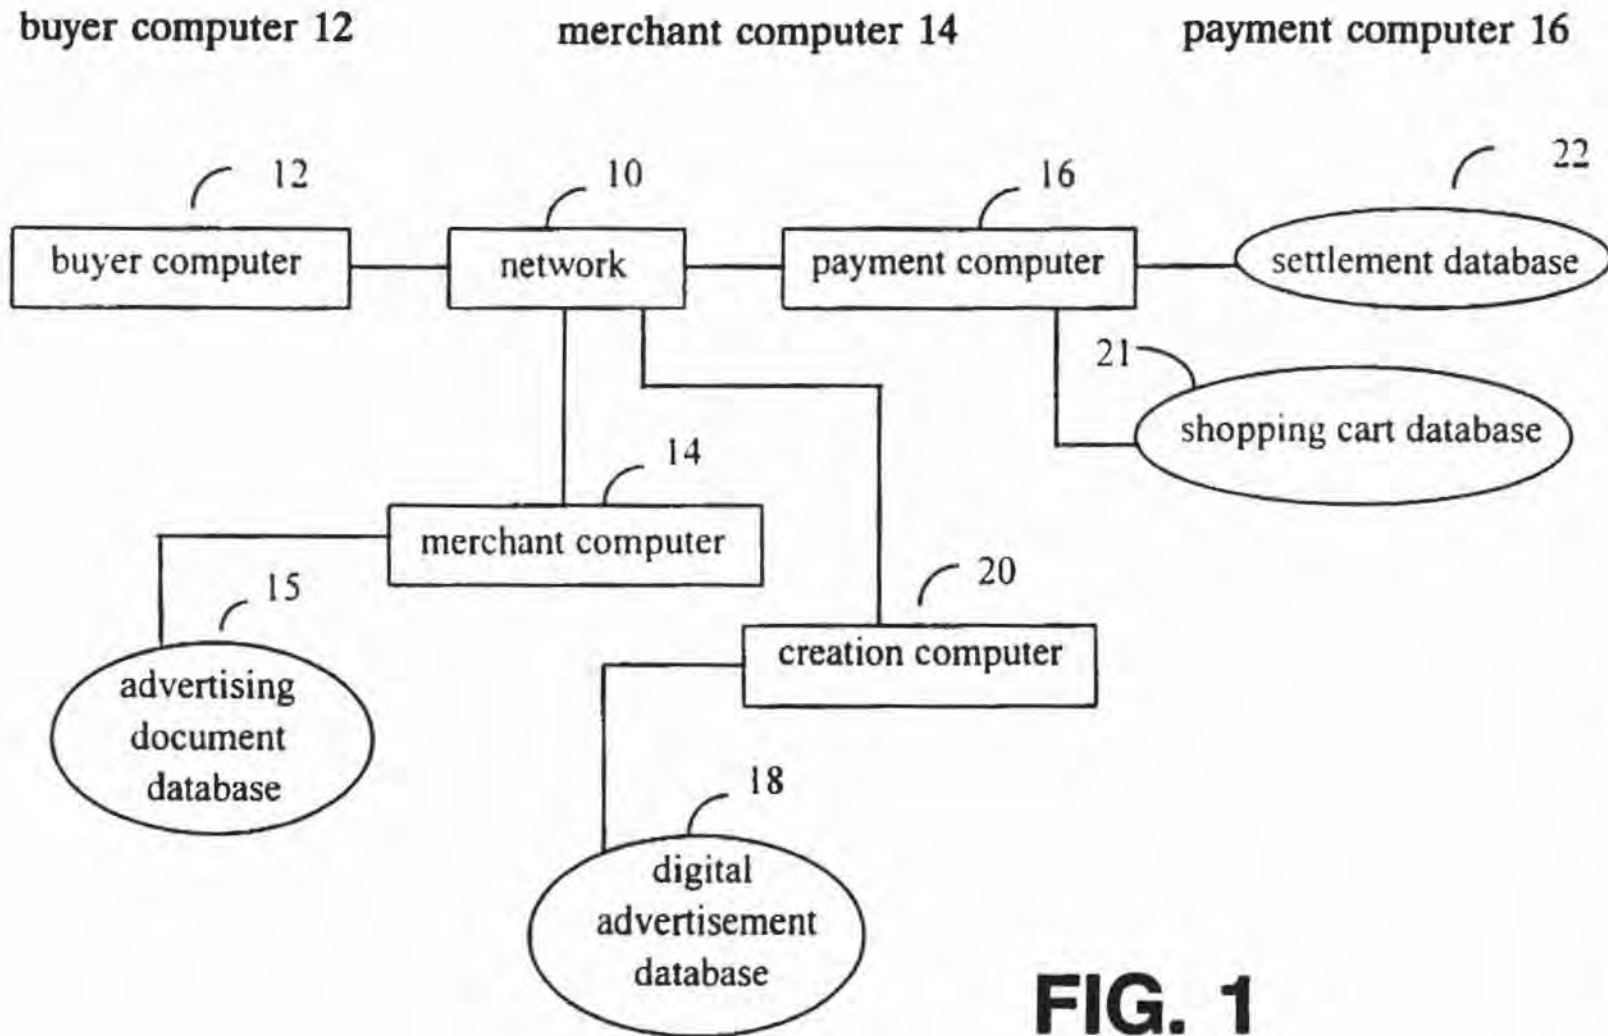 buyer computer 12
merchant computer 14
payment computer 16
12
10
16
22
buyer computer
network
payment computer
settlement database
21
shopping cart database
14
merchant computer
15
20
advertising
document
database
creation computer
18
digital
advertisement
database
FIG. 1